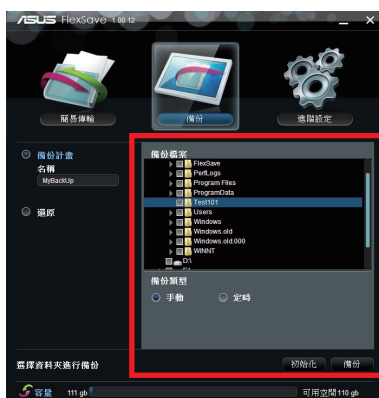 ASUS FlexSave 1.00.12
簡易傳輸
備份
進階設定
備份計畫
名稱
MyBackUp
還原
備份檔案
FlexSave
PerfLogs
Program Files
ProgramData
Test101
Users
Windows
Windows.old
Windows.old.000
WINNT
D:\
備份類型
手動
定時
選擇資料夾進行備份
初始化
備份
容量 111 gb
可用空間110 gb